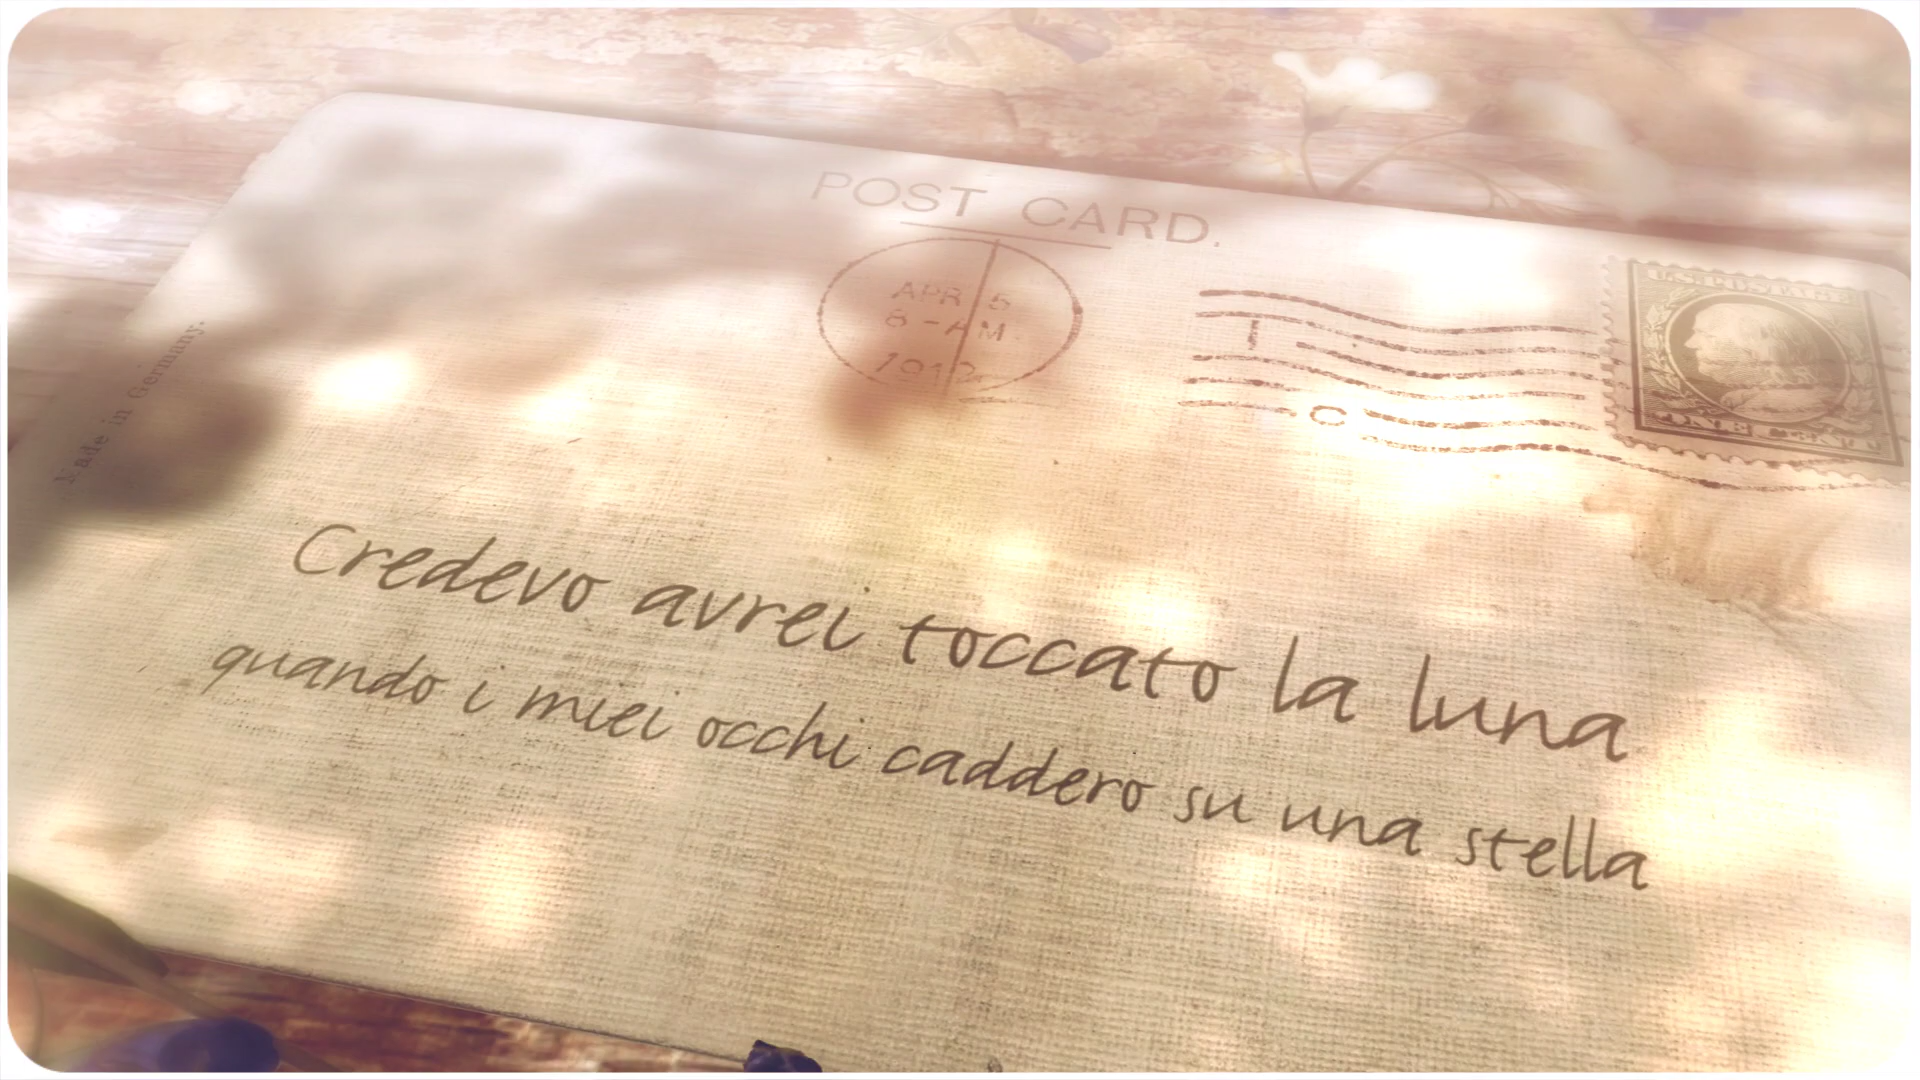 POST CARD.
APR 5
8 - AM
1912
U.S. POSTAGE
ONE CENT
Made in Germany.
Credevo avrei toccato la luna
quando i miei occhi caddero su una stella